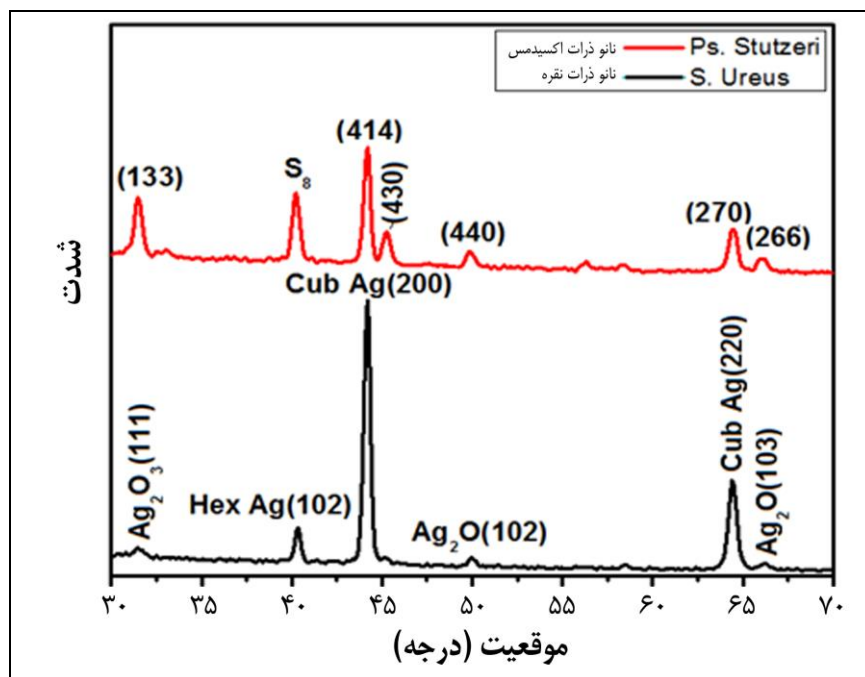 نانو ذرات اکسیدمس Ps. Stutzeri
نانو ذرات نقره S. Ureus
(133)
S₈
(414)
(430)
(440)
(270)
(266)
Cub Ag(200)
Ag₂O₃(111)
Hex Ag(102)
Ag₂O(102)
Cub Ag(220)
Ag₂O(103)
شدت
۳۰ ۳۵ ۴۰ ۴۵ ۵۰ ۵۵ ۶۰ ۶۵ ۷۰
موقعیت (درجه)